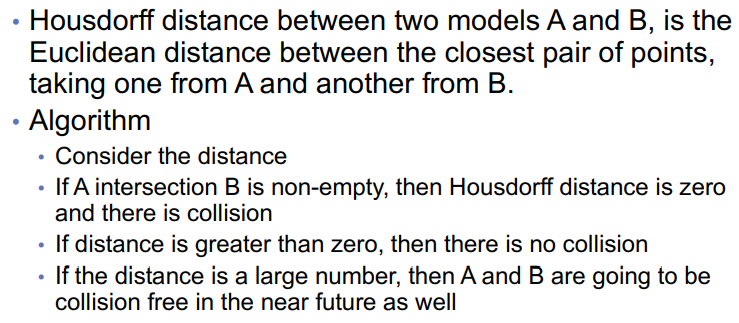 • Housdorff distance between two models A and B, is the
Euclidean distance between the closest pair of points,
taking one from A and another from B.
• Algorithm
• Consider the distance
• If A intersection B is non-empty, then Housdorff distance is zero
and there is collision
• If distance is greater than zero, then there is no collision
• If the distance is a large number, then A and B are going to be
collision free in the near future as well